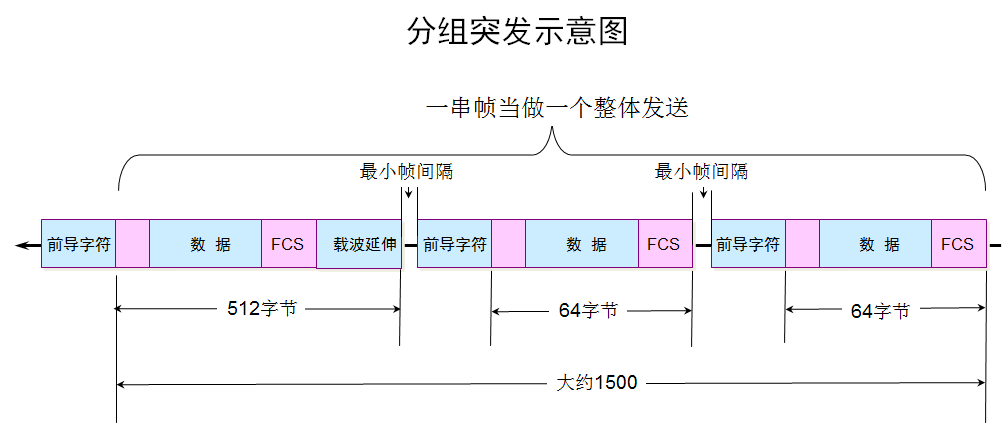 分组突发示意图
一串帧当做一个整体发送
最小帧间隔 最小帧间隔
前导字符 数 据 FCS 载波延伸 前导字符 数 据 FCS 前导字符 数 据 FCS
512字节 64字节 64字节
大约1500